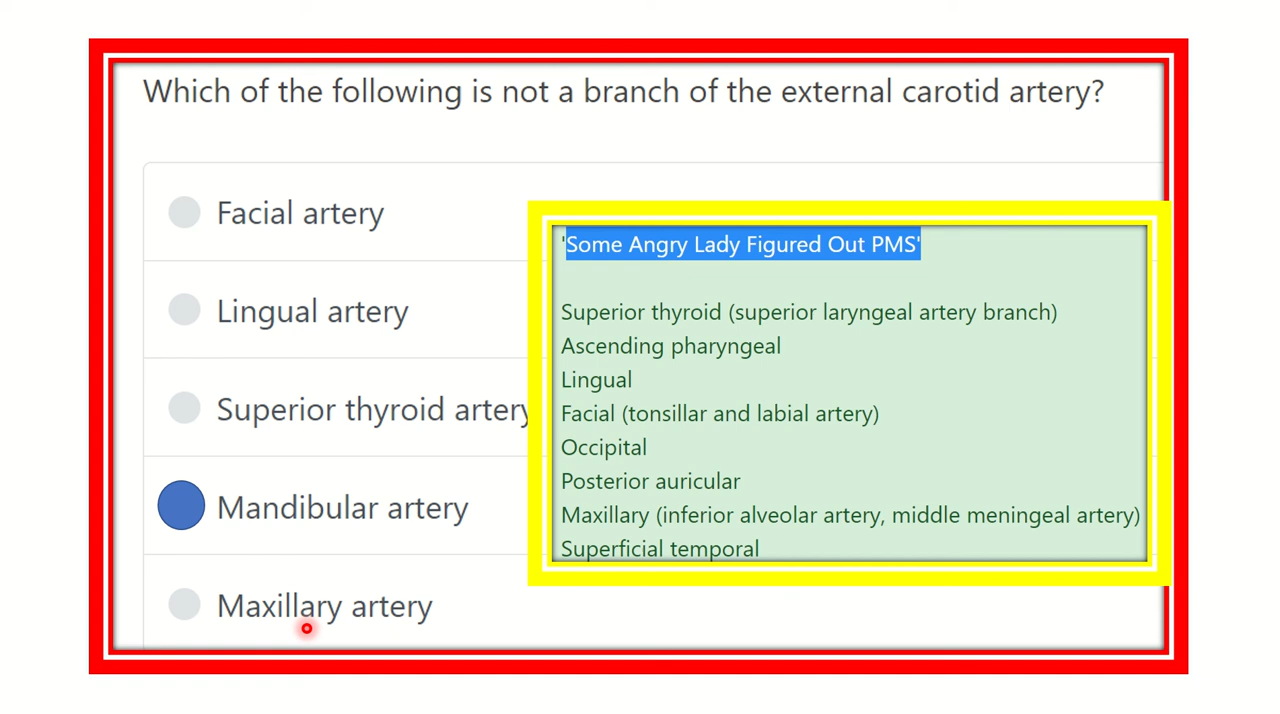 Which of the following is not a branch of the external carotid artery?
Facial artery
Lingual artery
Superior thyroid artery
Mandibular artery
Maxillary artery
'Some Angry Lady Figured Out PMS'
Superior thyroid (superior laryngeal artery branch)
Ascending pharyngeal
Lingual
Facial (tonsillar and labial artery)
Occipital
Posterior auricular
Maxillary (inferior alveolar artery, middle meningeal artery)
Superficial temporal